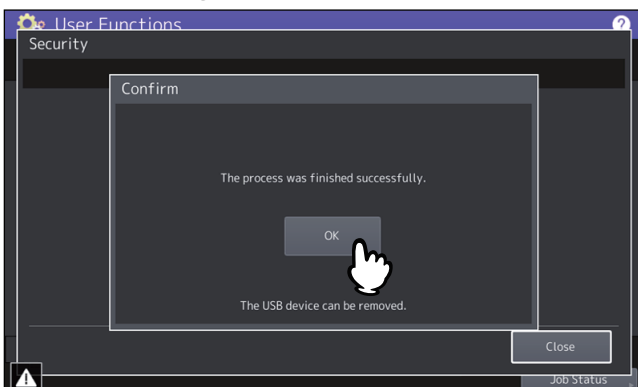 User Functions
?
Security
Confirm
The process was finished successfully.
OK
The USB device can be removed.
Close
Job Status